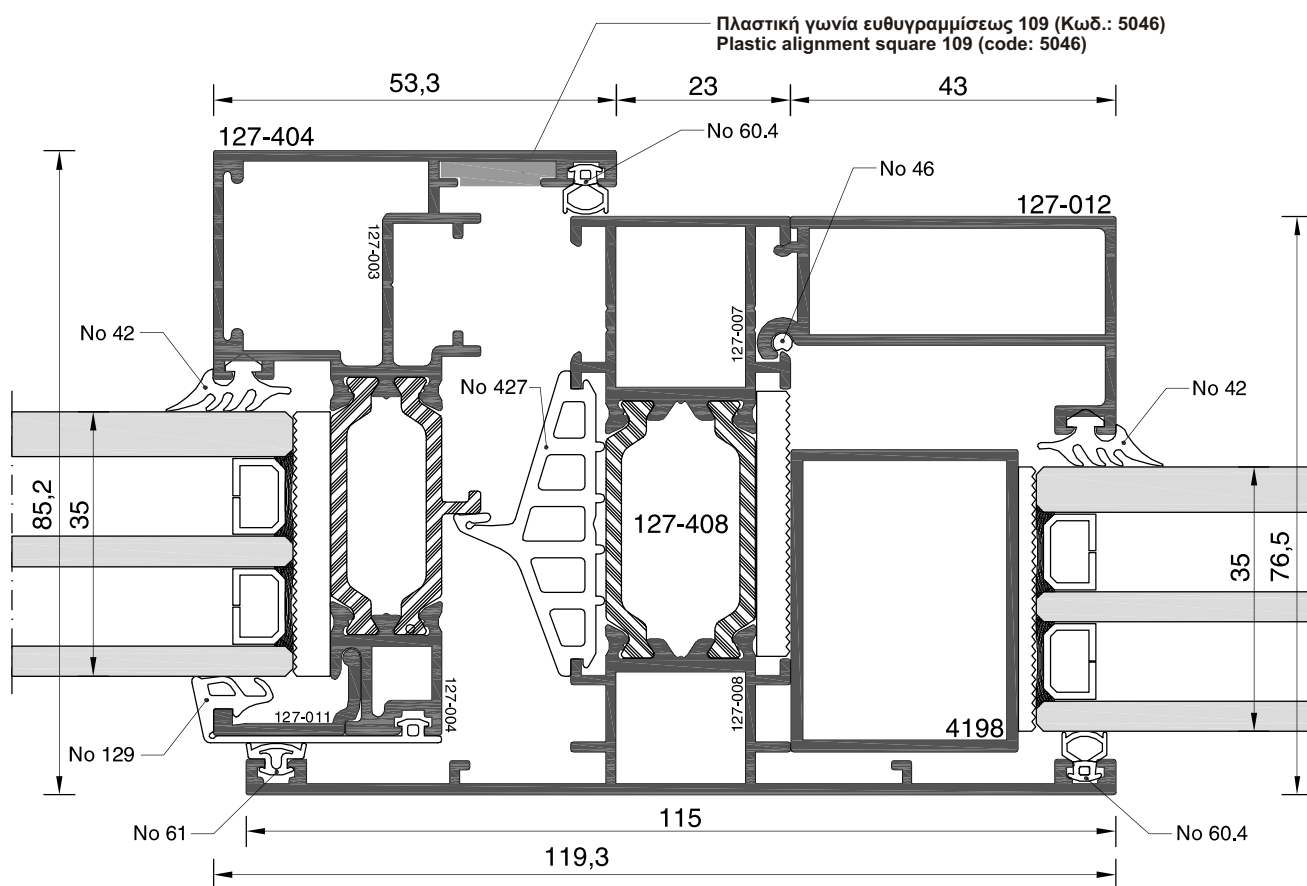 Πλαστική γωνία ευθυγραμμίσεως 109 (Κωδ.: 5046)
Plastic alignment square 109 (code: 5046)
53,3
23
43
127-404
No 60.4
No 46
127-012
127-003
127-007
No 42
No 427
No 42
85,2
35
127-408
35
76,5
127-011
127-004
127-008
4198
No 129
No 61
115
No 60.4
119,3